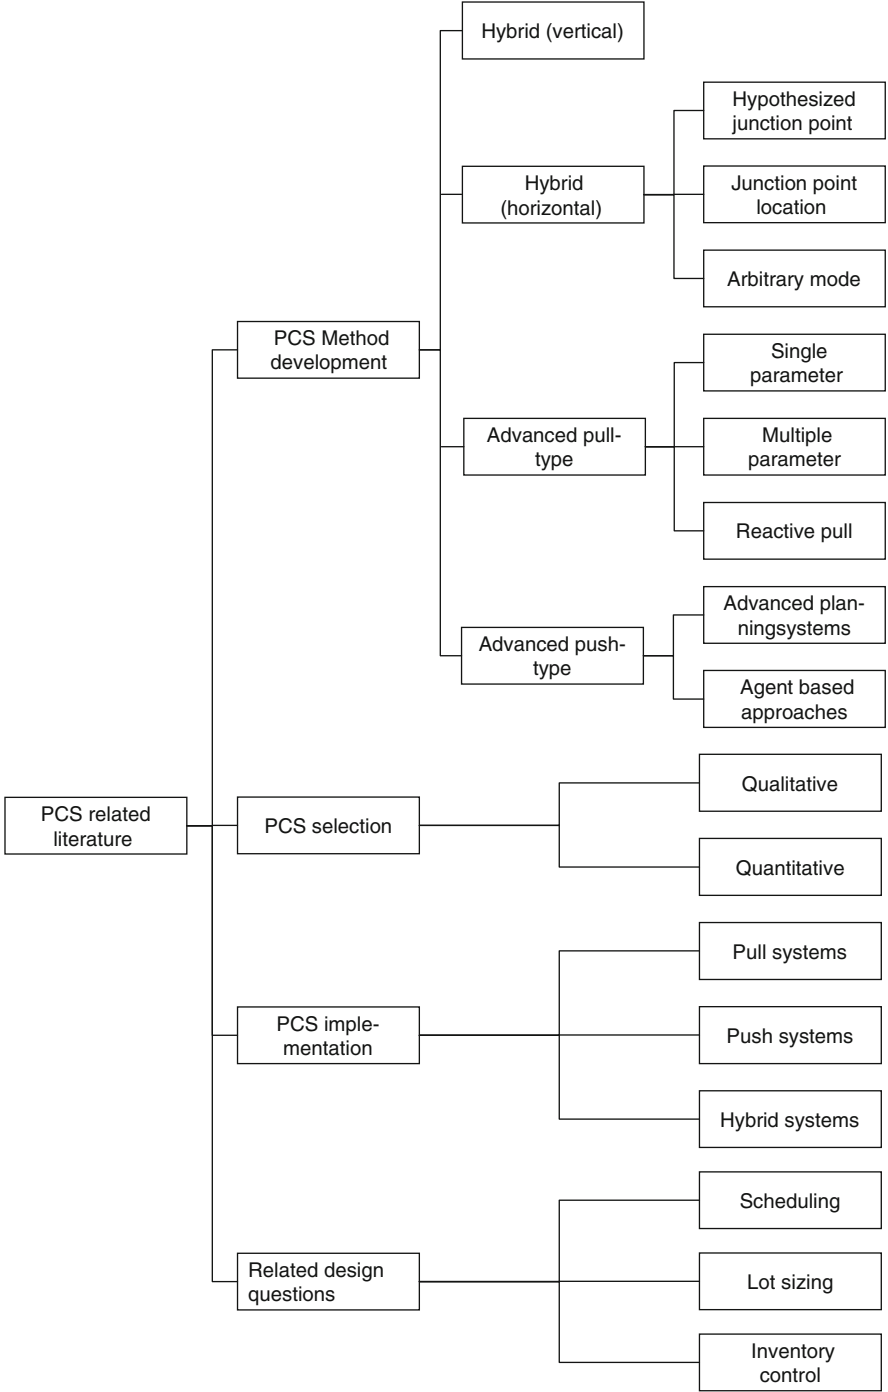 Hybrid (vertical)
Hypothesized
junction point
Hybrid
(horizontal)
Junction point
location
Arbitrary mode
PCS Method
development
Single
parameter
Advanced pull-
type
Multiple
parameter
Reactive pull
Advanced plan-
ningsystems
Advanced push-
type
Agent based
approaches
PCS related
literature
PCS selection
Qualitative
Quantitative
Pull systems
PCS imple-
mentation
Push systems
Hybrid systems
Scheduling
Related design
questions
Lot sizing
Inventory
control